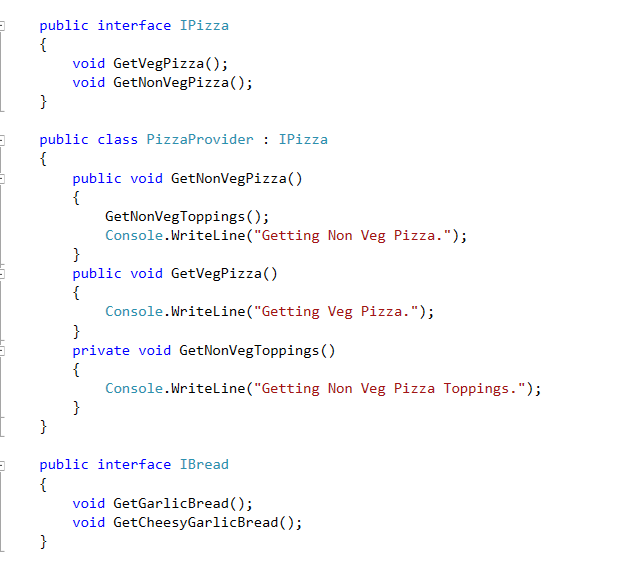 public interface IPizza
{
void GetVegPizza();
void GetNonVegPizza();
}
public class PizzaProvider : IPizza
{
public void GetNonVegPizza()
{
GetNonVegToppings();
Console.WriteLine("Getting Non Veg Pizza.");
}
public void GetVegPizza()
{
Console.WriteLine("Getting Veg Pizza.");
}
private void GetNonVegToppings()
{
Console.WriteLine("Getting Non Veg Pizza Toppings.");
}
}
public interface IBread
{
void GetGarlicBread();
void GetCheesyGarlicBread();
}